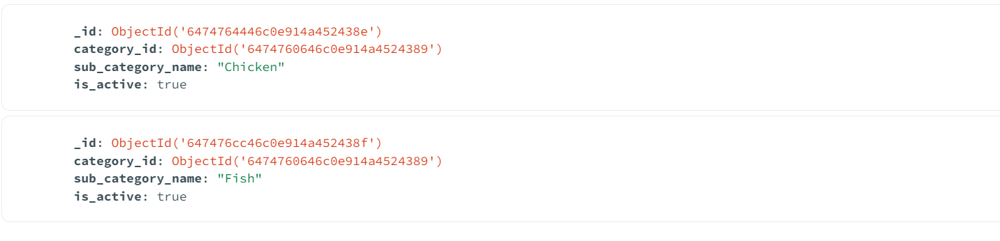 _id: ObjectId('6474764446c0e914a452438e')
category_id: ObjectId('6474760646c0e914a4524389')
sub_category_name: "Chicken"
is_active: true
_id: ObjectId('647476cc46c0e914a452438f')
category_id: ObjectId('6474760646c0e914a4524389')
sub_category_name: "Fish"
is_active: true